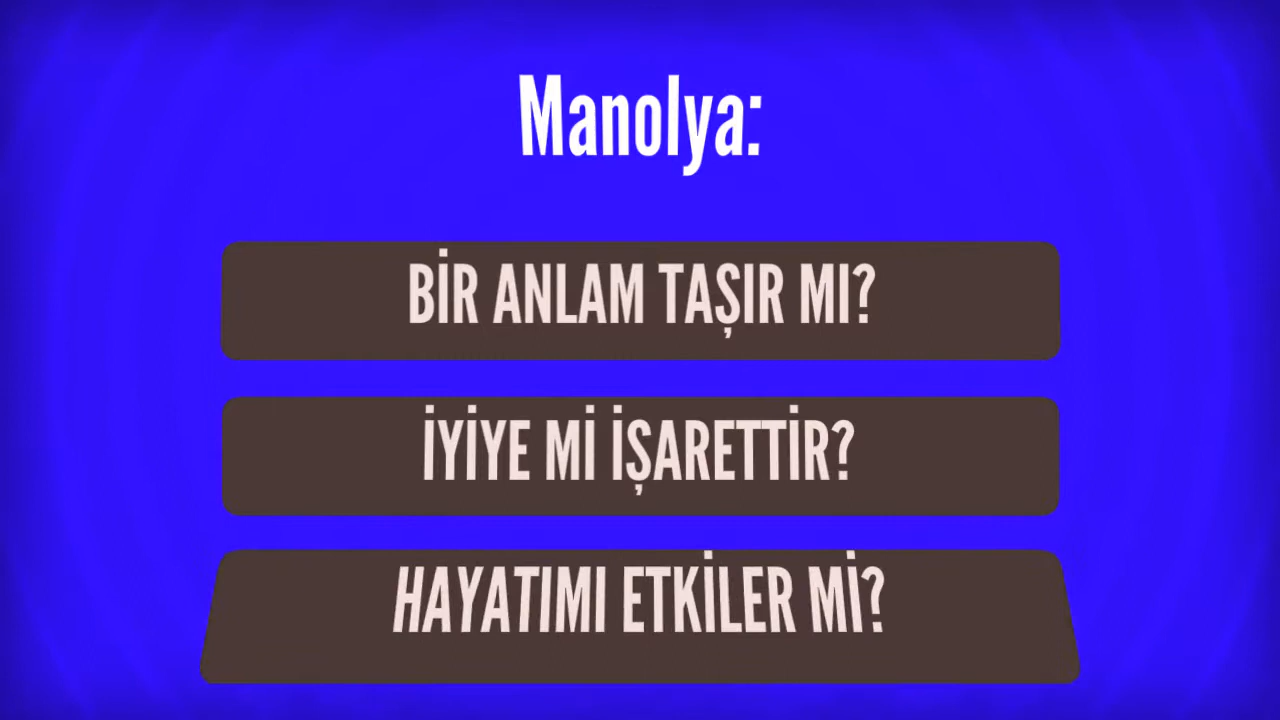 Manolya:
BİR ANLAM TAŞIR MI?
İYİYE Mİ İŞARETTİR?
HAYATIMI ETKİLER Mİ?